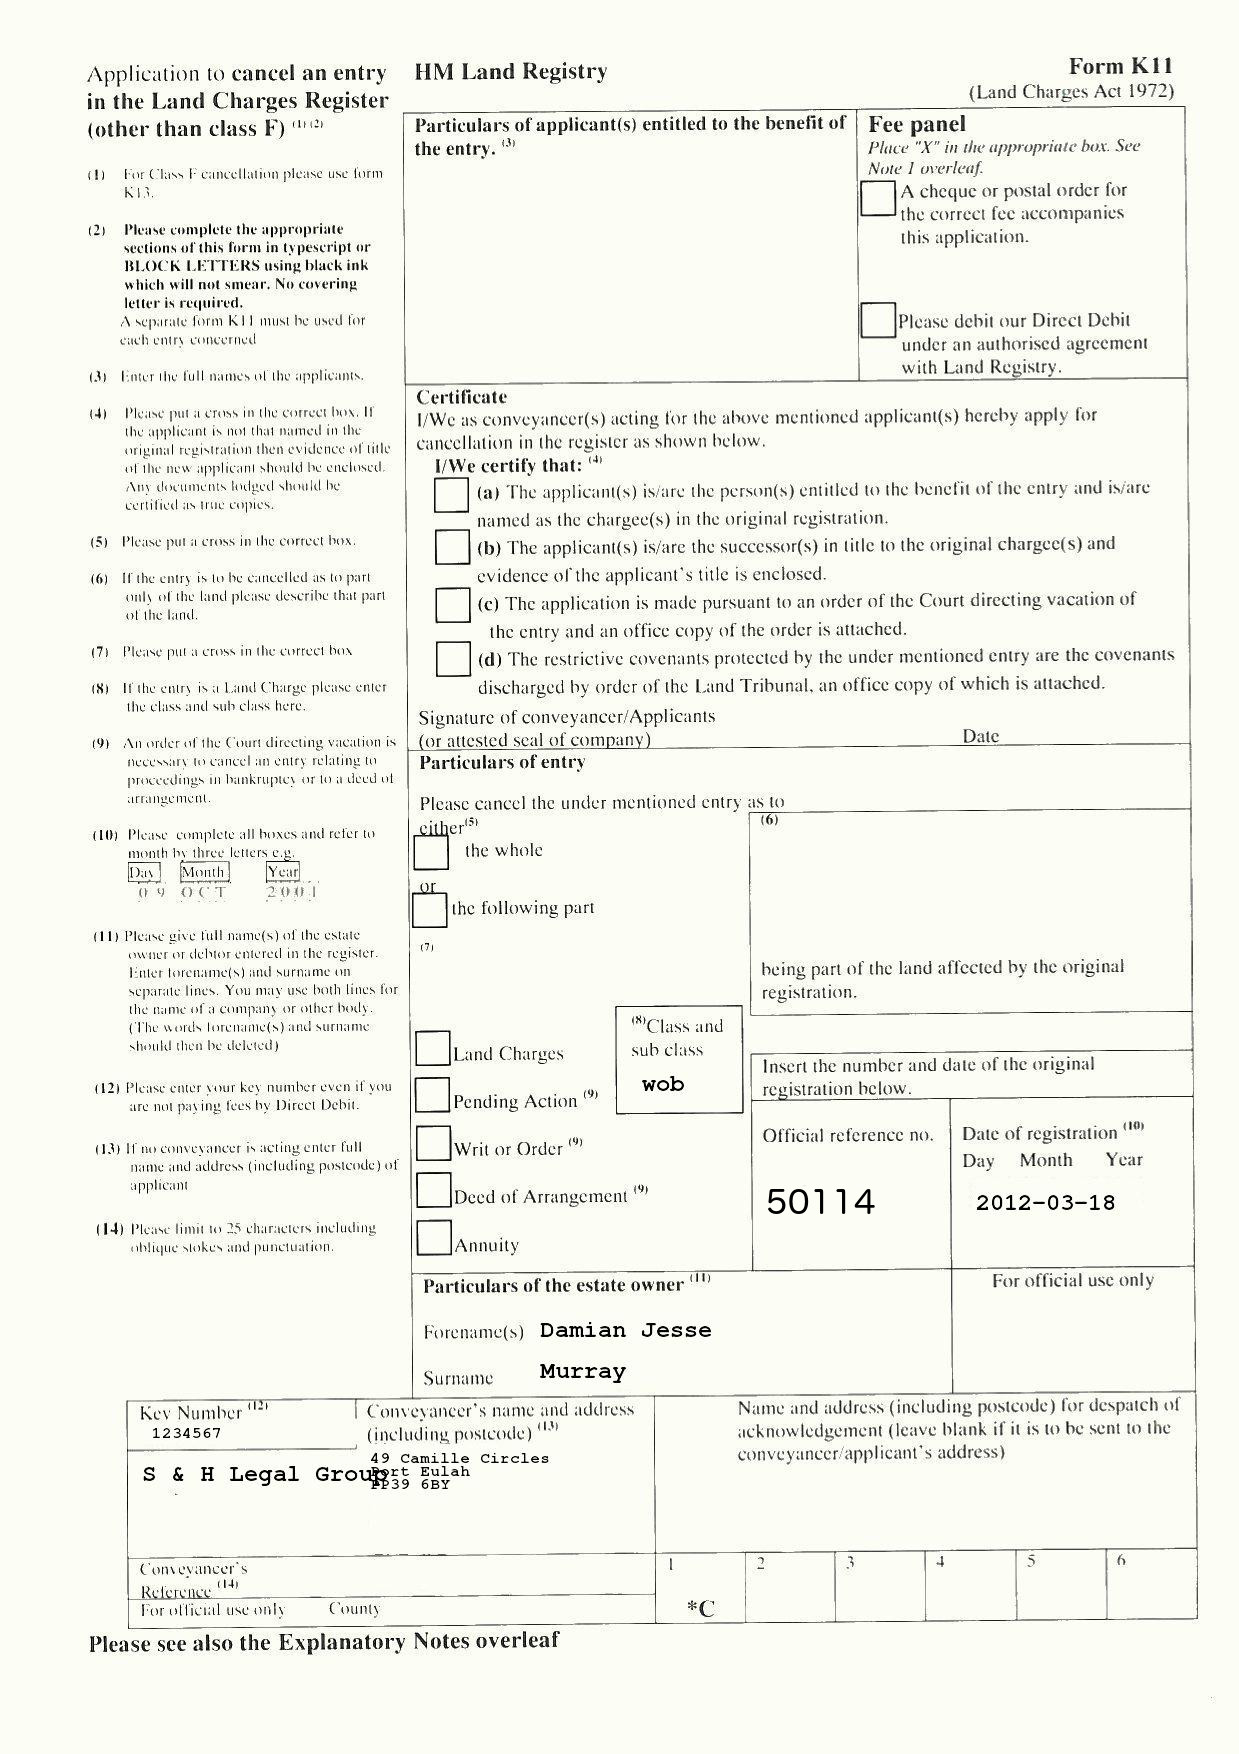 Application to cancel an entry
in the Land Charges Register
(other than class F) (1) (2)
HM Land Registry
Form K11
(Land Charges Act 1972)
(1) For Class F cancellation please use form
K13.
(2) Please complete the appropriate
sections of this form in typescript or
BLOCK LETTERS using black ink
which will not smear. No covering
letter is required.
A separate form K11 must be used for
each entry concerned
(3) Enter the full names of the applicants.
(4) Please put a cross in the correct box. If
the applicant is not that named in the
original registration then evidence of title
of the new applicant should be enclosed.
Any documents lodged should be
certified as true copies.
(5) Please put a cross in the correct box.
(6) If the entry is to be cancelled as to part
only of the land please describe that part
of the land.
(7) Please put a cross in the correct box
(8) If the entry is a Land Charge please enter
the class and sub class here.
(9) An order of the Court directing vacation is
necessary to cancel an entry relating to
proceedings in bankruptcy or to a deed of
arrangement.
(10) Please complete all boxes and refer to
month by three letters e.g.
Day Month Year
09 OCT 2001
(11) Please give full name(s) of the estate
owner or debtor entered in the register.
Enter forename(s) and surname on
separate lines. You may use both lines for
the name of a company or other body.
(The words forename(s) and surname
should then be deleted)
(12) Please enter your key number even if you
are not paying fees by Direct Debit.
(13) If no conveyancer is acting enter full
name and address (including postcode) of
applicant
(14) Please limit to 25 characters including
oblique stokes and punctuation.
Particulars of applicant(s) entitled to the benefit of
the entry. (3)
Fee panel
Place "X" in the appropriate box. See
Note 1 overleaf.
A cheque or postal order for
the correct fee accompanies
this application.
Please debit our Direct Debit
under an authorised agreement
with Land Registry.
Certificate
I/We as conveyancer(s) acting for the above mentioned applicant(s) hereby apply for
cancellation in the register as shown below.
I/We certify that: (4)
(a) The applicant(s) is/are the person(s) entitled to the benefit of the entry and is/are
named as the chargee(s) in the original registration.
(b) The applicant(s) is/are the successor(s) in title to the original chargee(s) and
evidence of the applicant's title is enclosed.
(c) The application is made pursuant to an order of the Court directing vacation of
the entry and an office copy of the order is attached.
(d) The restrictive covenants protected by the under mentioned entry are the covenants
discharged by order of the Land Tribunal, an office copy of which is attached.
Signature of conveyancer/Applicants
(or attested seal of company) Date
Particulars of entry
Please cancel the under mentioned entry as to
either(5)
the whole
or
the following part
(6)
being part of the land affected by the original
registration.
(7)
Land Charges
Pending Action (9)
Writ or Order (9)
Deed of Arrangement (9)
Annuity
(8)Class and
sub class
wob
Insert the number and date of the original
registration below.
Official reference no.
50114
Date of registration (10)
Day Month Year
2012-03-18
Particulars of the estate owner (11)
Forename(s) Damian Jesse
Surname Murray
For official use only
Key Number (12)
1234567
S & H Legal Group
Conveyancer's name and address
(including postcode) (13)
49 Camille Circles
Port Eulah
PP39 6BY
Name and address (including postcode) for despatch of
acknowledgement (leave blank if it is to be sent to the
conveyancer/applicant's address)
Conveyancer's
Reference (14)
For official use only County
1 2 3 4 5 6
*C
Please see also the Explanatory Notes overleaf